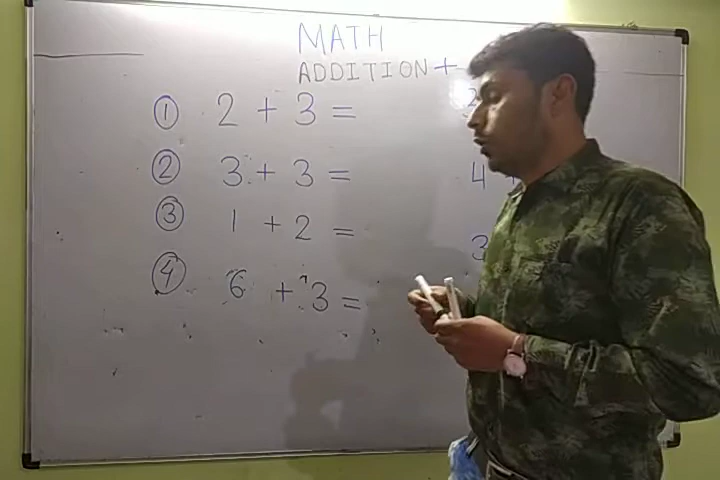 MATH
ADDITION +
① 2 + 3 =
② 3 + 3 = 4
③ 1 + 2 = 3
④ 6 + 3 =